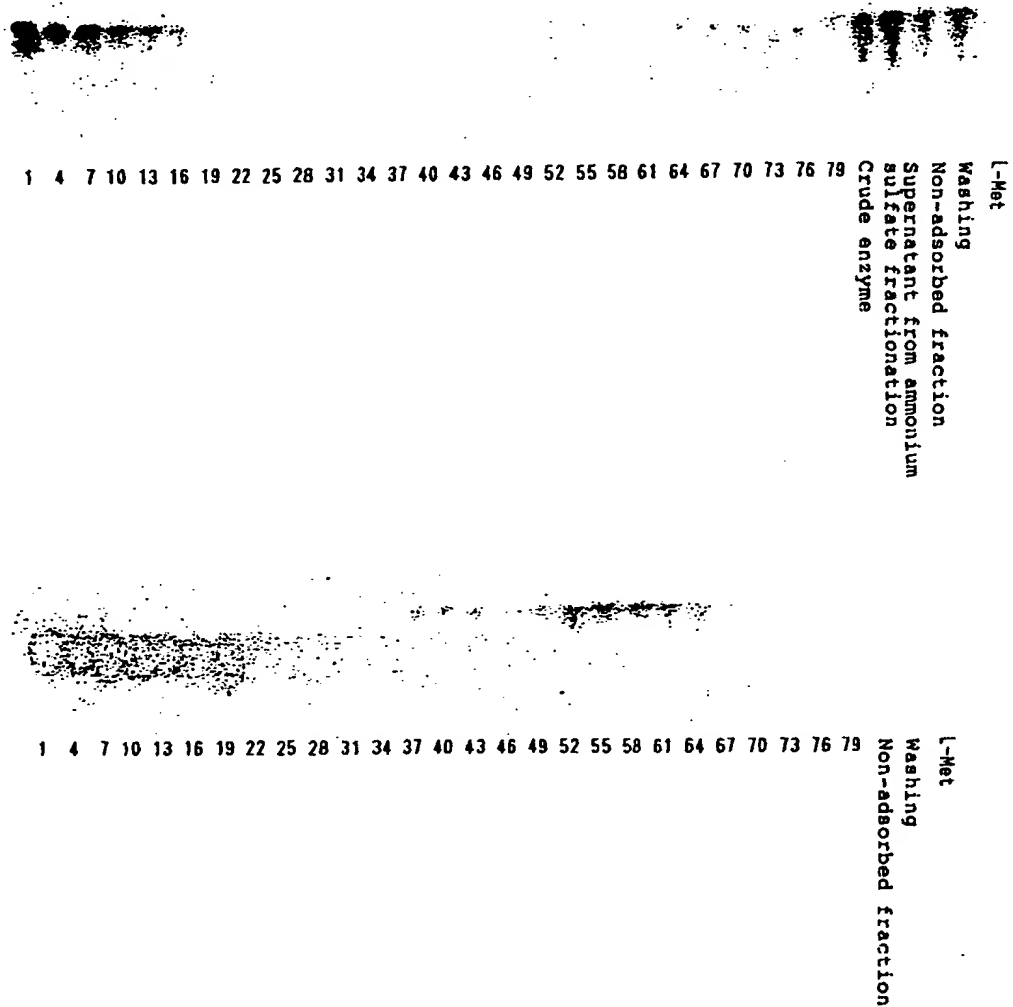 1 4 7 10 13 16 19 22 25 28 31 34 37 40 43 46 49 52 55 58 61 64 67 70 73 76 79
L-Met
Washing
Non-adsorbed fraction
Supernatant from ammonium
sulfate fractionation
Crude enzyme
1 4 7 10 13 16 19 22 25 28 31 34 37 40 43 46 49 52 55 58 61 64 67 70 73 76 79
L-Met
Washing
Non-adsorbed fraction